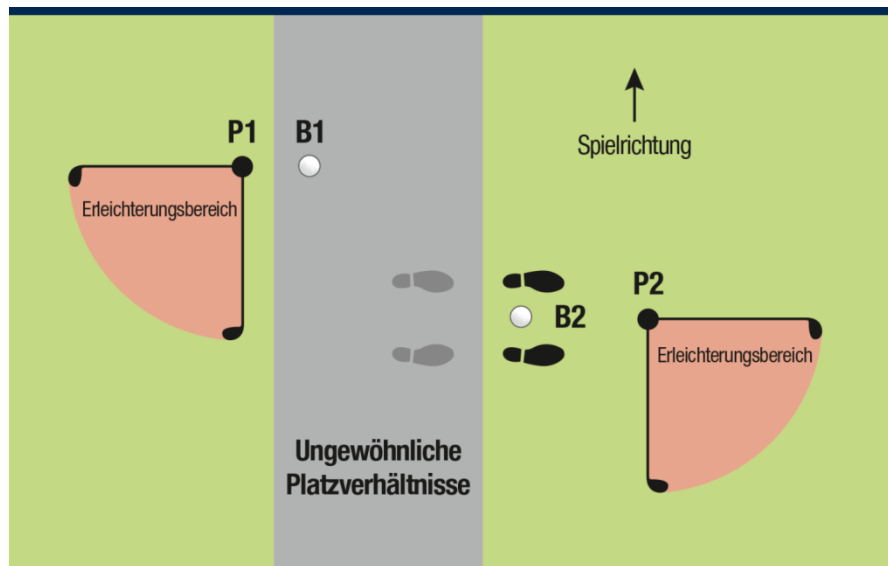 P1
B1
Spielrichtung
Erleichterungsbereich
P2
B2
Erleichterungsbereich
Ungewöhnliche
Platzverhältnisse